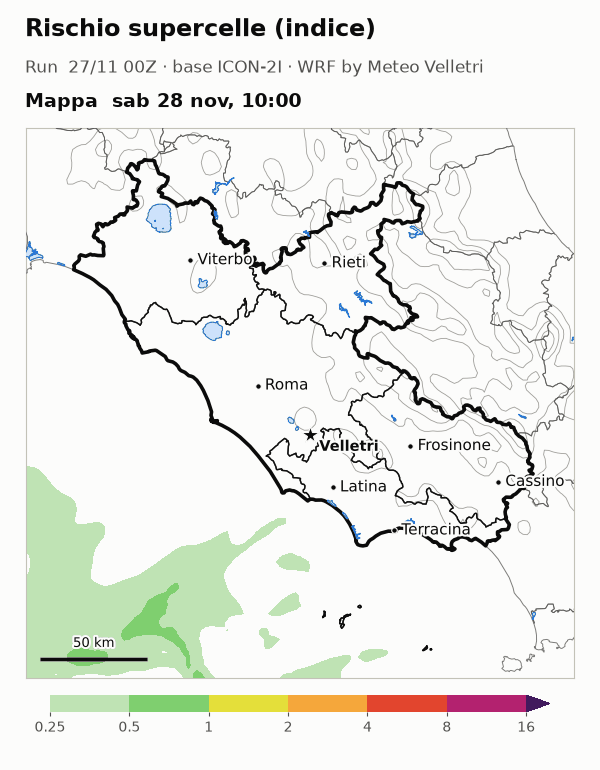 Rischio supercelle (indice)
Run  27/11 00Z · base ICON-2I · WRF by Meteo Velletri
Mappa  sab 28 nov, 10:00
Viterbo
Rieti
Roma
Velletri
Frosinone
Cassino
Latina
Terracina
50 km
0.25 0.5 1 2 4 8 16